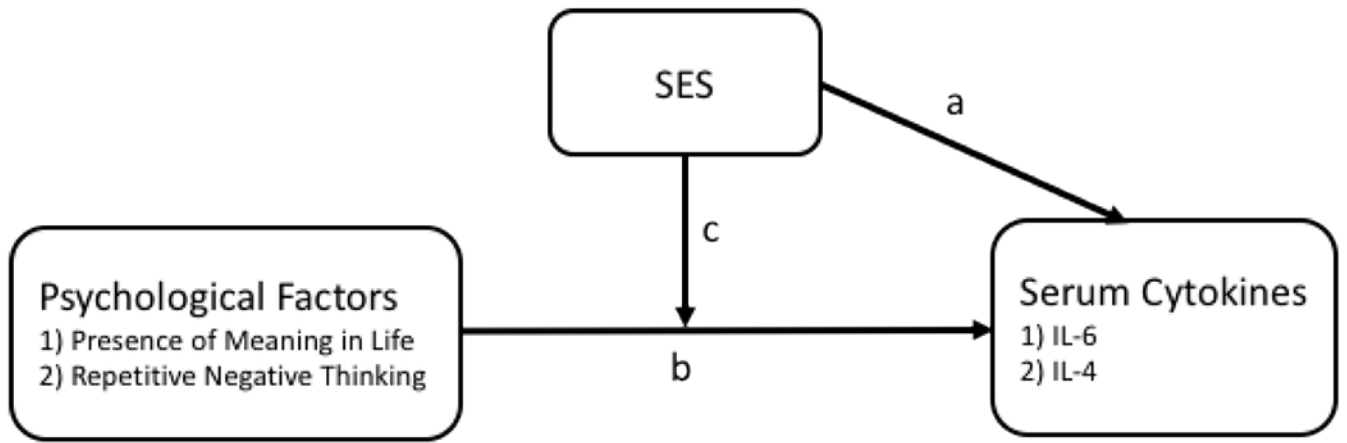 SES
a
c
Psychological Factors
1) Presence of Meaning in Life
2) Repetitive Negative Thinking
b
Serum Cytokines
1) IL-6
2) IL-4